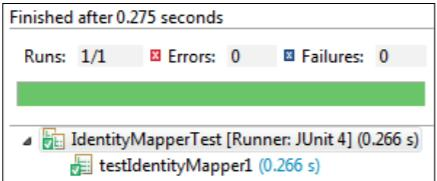 Finished after 0.275 seconds
Runs: 1/1 Errors: 0 Failures: 0
IdentityMapperTest [Runner: JUnit 4] (0.266 s)
testIdentityMapper1 (0.266 s)